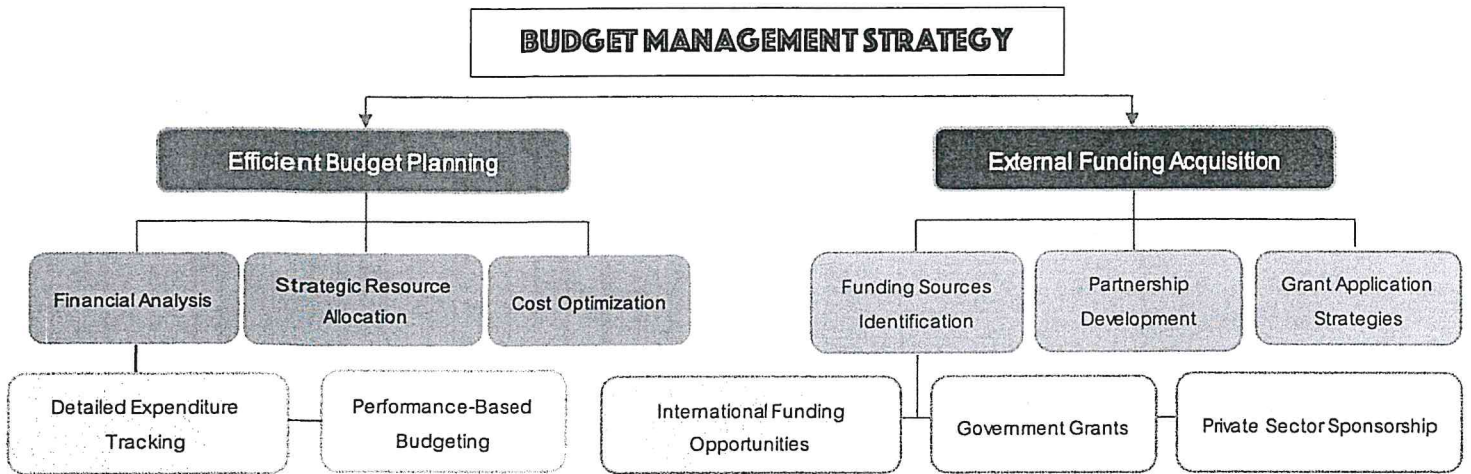 BUDGET MANAGEMENT STRATEGY
Efficient Budget Planning
External Funding Acquisition
Financial Analysis
Strategic Resource
Allocation
Cost Optimization
Funding Sources
Identification
Partnership
Development
Grant Application
Strategies
Detailed Expenditure
Tracking
Performance-Based
Budgeting
International Funding
Opportunities
Government Grants
Private Sector Sponsorship